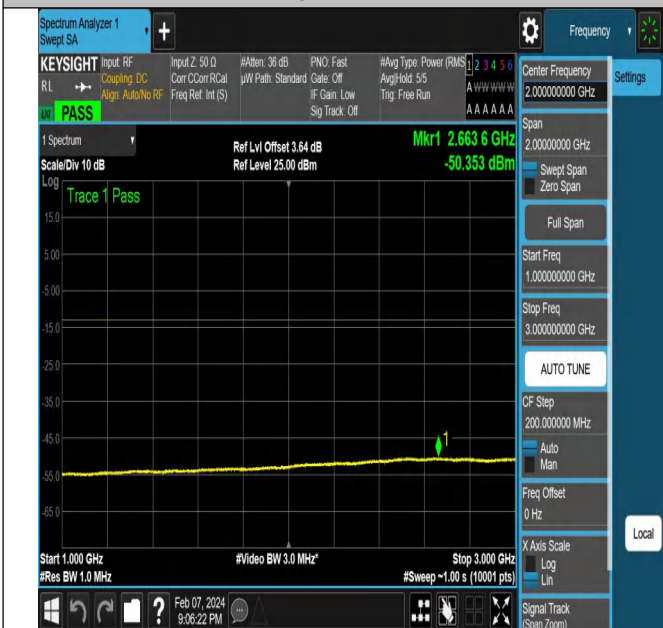 Spectrum Analyzer 1
Swept SA
Frequency
KEYSIGHT
RL
LXI
PASS
Input: RF
Coupling: DC
Align: Auto/No RF
Input Z: 50 Ω
Corr CCorr RCal
Freq Ref: Int (S)
#Atten: 36 dB
µW Path: Standard
PNO: Fast
Gate: Off
IF Gain: Low
Sig Track: Off
#Avg Type: Power (RMS
Avg|Hold: 5/5
Trig: Free Run
1 2 3 4 5 6
A W W W W W
A A A A A A
1 Spectrum
Scale/Div 10 dB
Ref Lvl Offset 3.64 dB
Ref Level 25.00 dBm
Mkr1 2.663 6 GHz
-50.353 dBm
Log
Trace 1 Pass
15.0
5.00
-5.00
-15.0
-25.0
-35.0
-45.0
-55.0
-65.0
1
Start 1.000 GHz
#Res BW 1.0 MHz
#Video BW 3.0 MHz*
Stop 3.000 GHz
#Sweep ~1.00 s (10001 pts)
Feb 07, 2024
9:06:22 PM
Center Frequency
2.000000000 GHz
Settings
Span
2.00000000 GHz
Swept Span
Zero Span
Full Span
Start Freq
1.000000000 GHz
Stop Freq
3.000000000 GHz
AUTO TUNE
CF Step
200.000000 MHz
Auto
Man
Freq Offset
0 Hz
X Axis Scale
Log
Lin
Local
Signal Track
(Span Zoom)